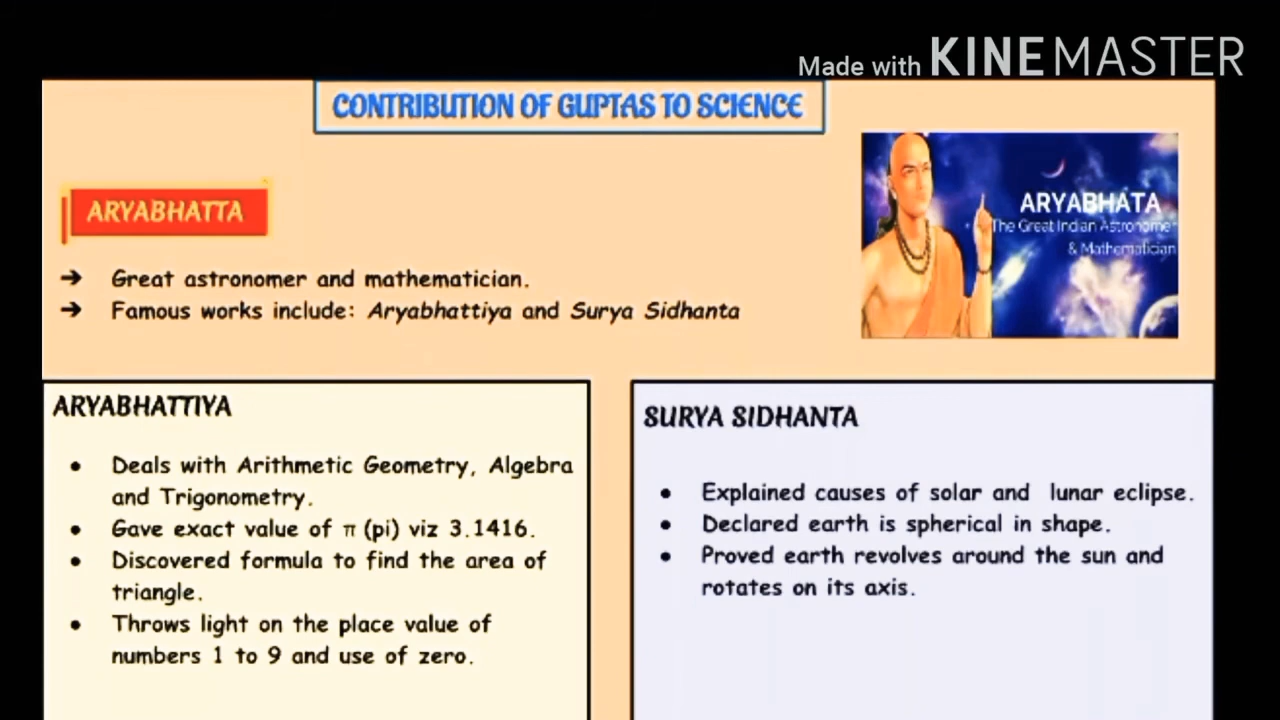 Made with KINEMASTER
CONTRIBUTION OF GUPTAS TO SCIENCE
ARYABHATTA
ARYABHATA
The Great Indian Astronomer
& Mathematician
➔ Great astronomer and mathematician.
➔ Famous works include: Aryabhattiya and Surya Sidhanta
ARYABHATTIYA
• Deals with Arithmetic Geometry, Algebra
and Trigonometry.
• Gave exact value of π (pi) viz 3.1416.
• Discovered formula to find the area of
triangle.
• Throws light on the place value of
numbers 1 to 9 and use of zero.
SURYA SIDHANTA
• Explained causes of solar and lunar eclipse.
• Declared earth is spherical in shape.
• Proved earth revolves around the sun and
rotates on its axis.